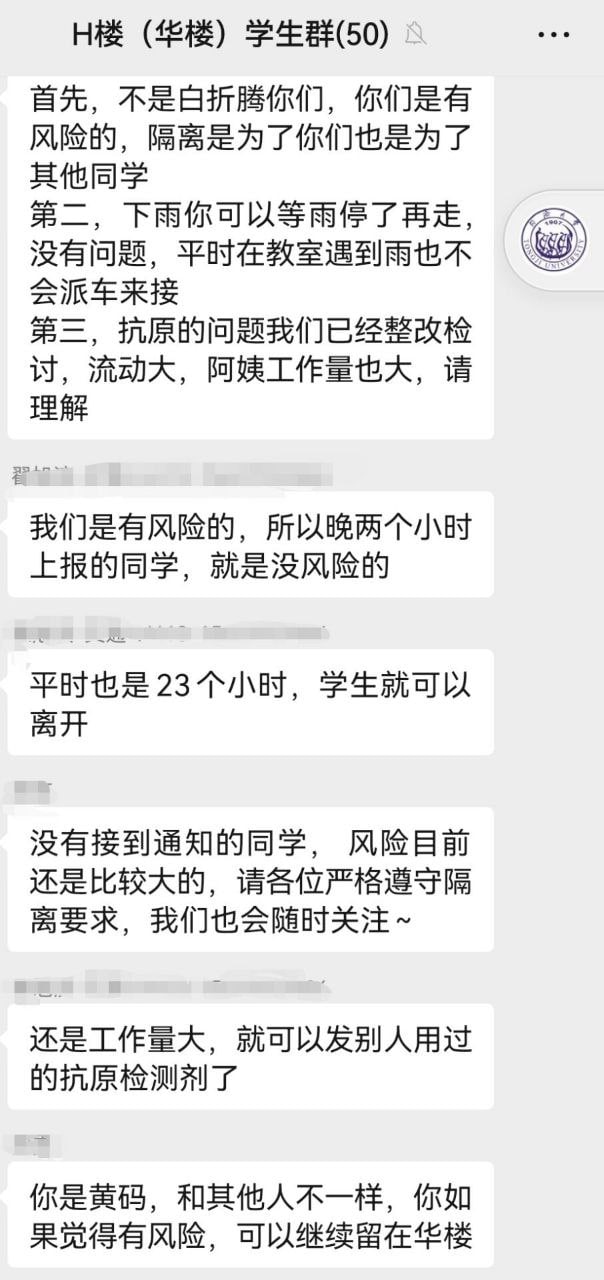 H楼（华楼）学生群(50)
首先，不是白折腾你们，你们是有
风险的，隔离是为了你们也是为了
其他同学
第二，下雨你可以等雨停了再走，
没有问题，平时在教室遇到雨也不
会派车来接
第三，抗原的问题我们已经整改检
讨，流动大，阿姨工作量也大，请
理解
1907
TONGJI UNIVERSITY
我们是有风险的，所以晚两个小时
上报的同学，就是没风险的
平时也是23个小时，学生就可以
离开
没有接到通知的同学， 风险目前
还是比较大的，请各位严格遵守隔
离要求，我们也会随时关注~
还是工作量大，就可以发别人用过
的抗原检测剂了
你是黄码，和其他人不一样，你如
果觉得有风险，可以继续留在华楼